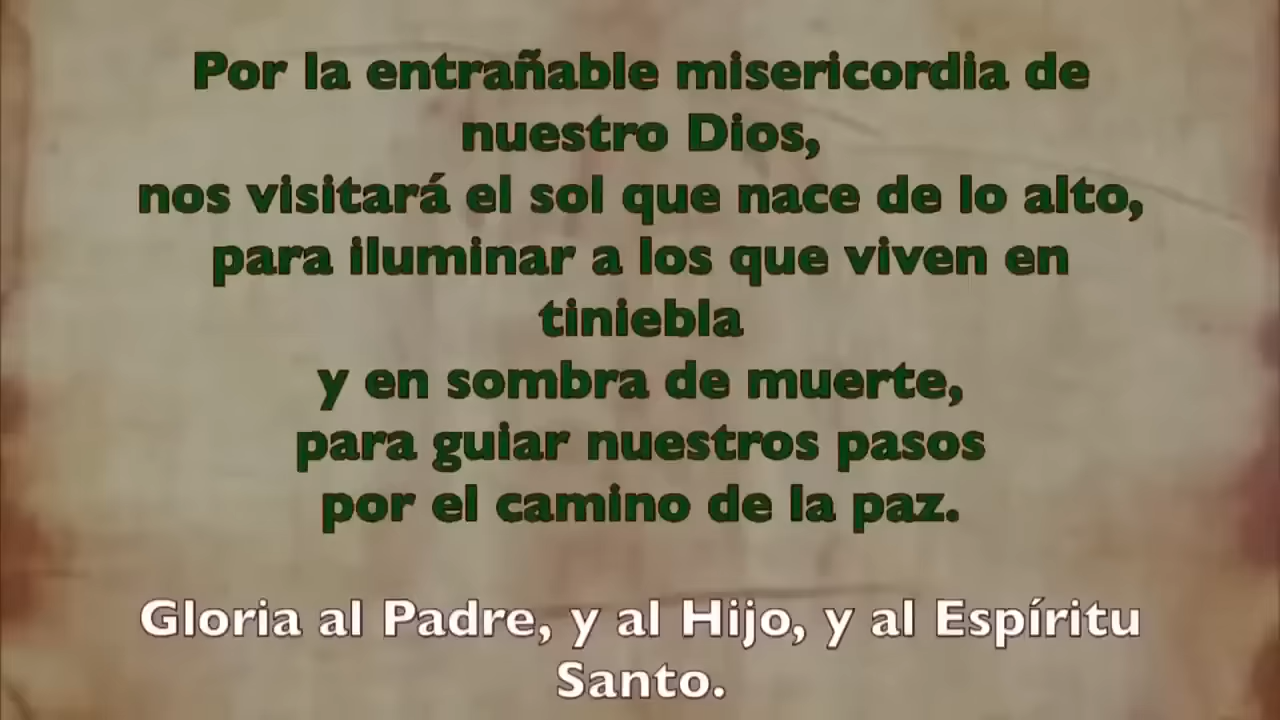 Por la entrañable misericordia de
nuestro Dios,
nos visitará el sol que nace de lo alto,
para iluminar a los que viven en
tiniebla
y en sombra de muerte,
para guiar nuestros pasos
por el camino de la paz.
Gloria al Padre, y al Hijo, y al Espíritu
Santo.